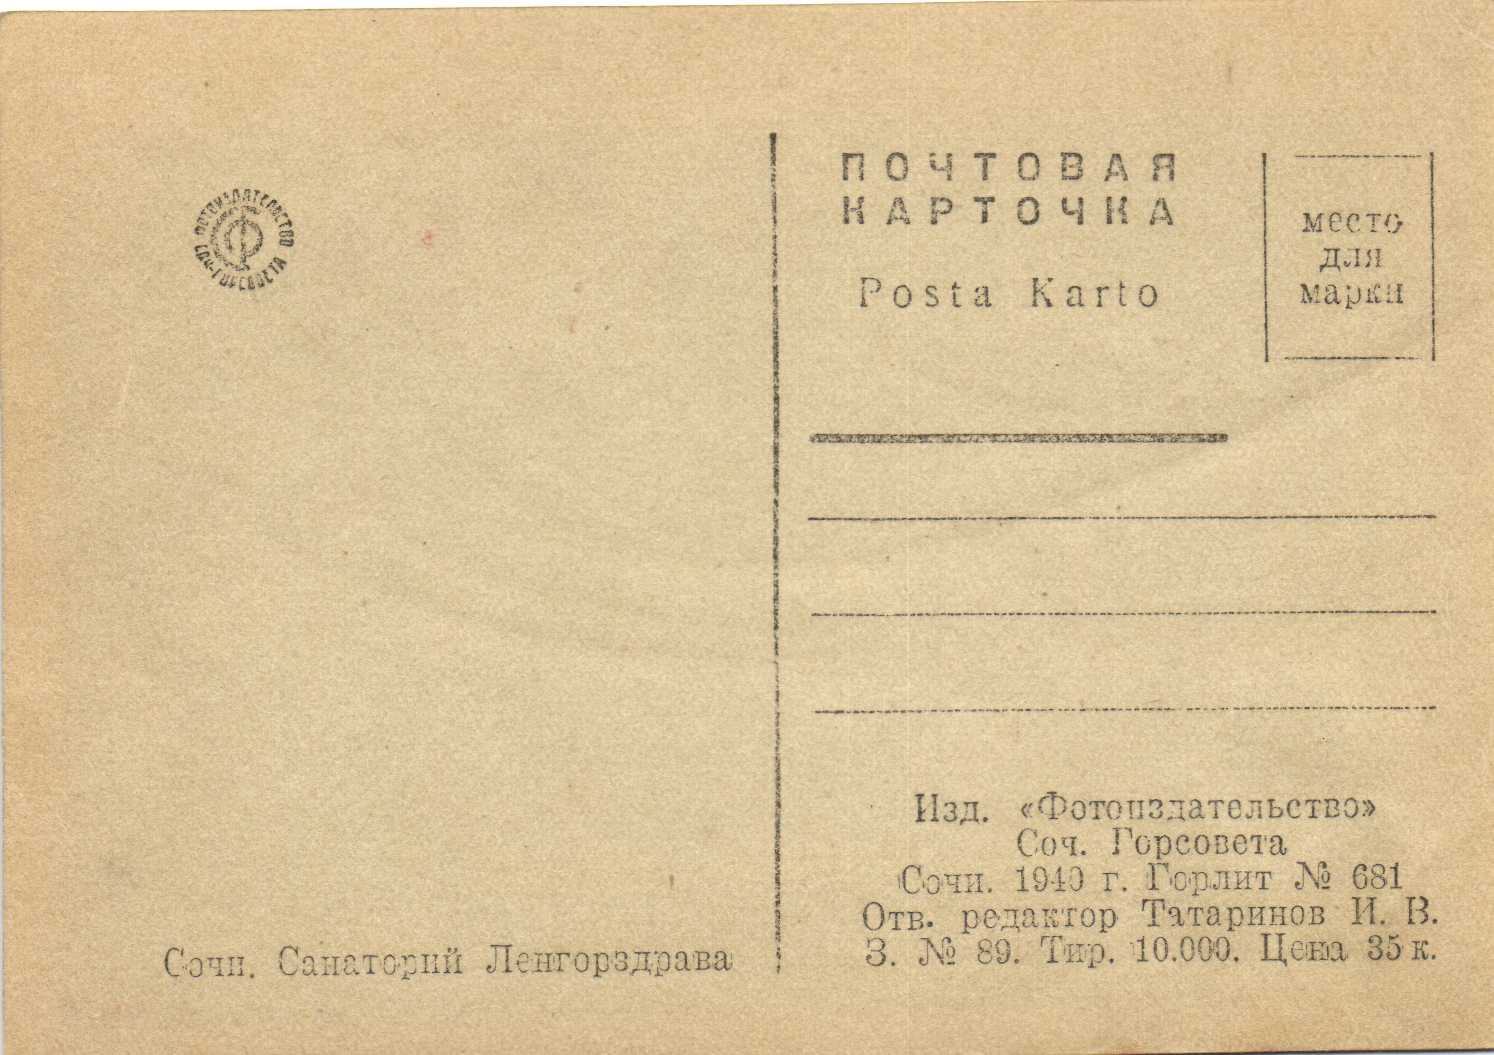 ФОТОИЗДАТЕЛЬСТВО
ПОЧТОВАЯ
КАРТОЧКА
Posta Karto
место
для
марки
Изд. «Фотоиздательство»
Соч. Горсовета
Сочи. 1940 г. Горлит № 681
Отв. редактор Татаринов И. В.
З. № 89. Тир. 10.000. Цена 35 к.
Сочи. Санаторий Ленгорздрава